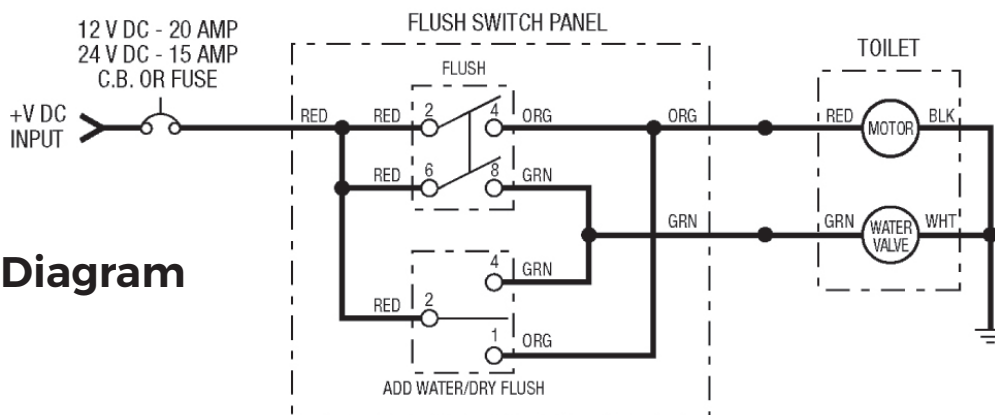 12 V DC - 20 AMP
24 V DC - 15 AMP
C.B. OR FUSE
+V DC
INPUT
FLUSH SWITCH PANEL
FLUSH
TOILET
RED
RED
2
4
ORG
ORG
RED
MOTOR
BLK
RED
6
8
GRN
GRN
GRN
WATER
VALVE
WHT
Diagram
4
GRN
RED
2
1
ORG
ADD WATER/DRY FLUSH